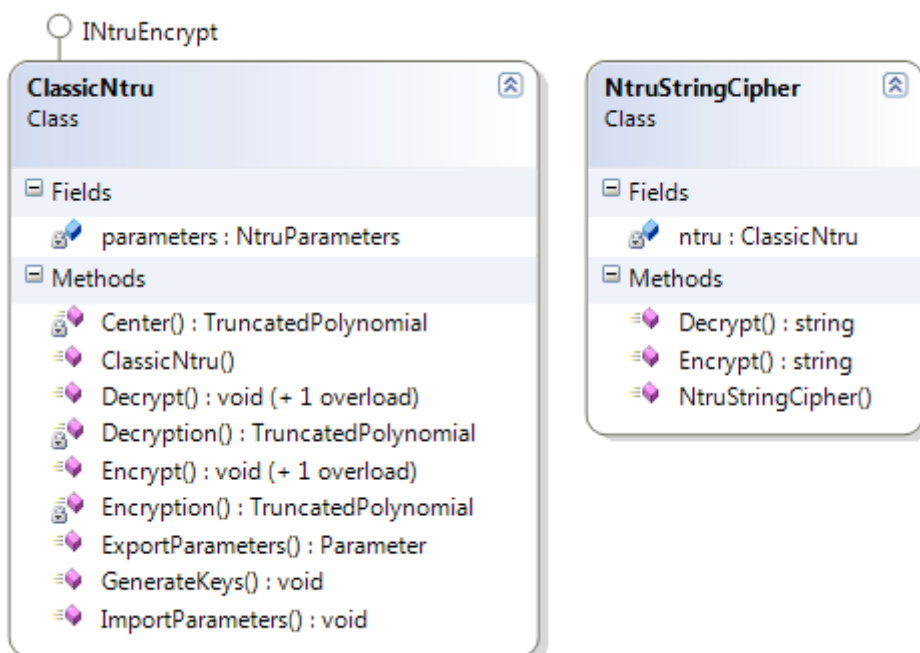 INtruEncrypt
ClassicNtru
Class
Fields
parameters : NtruParameters
Methods
Center() : TruncatedPolynomial
ClassicNtru()
Decrypt() : void (+ 1 overload)
Decryption() : TruncatedPolynomial
Encrypt() : void (+ 1 overload)
Encryption() : TruncatedPolynomial
ExportParameters() : Parameter
GenerateKeys() : void
ImportParameters() : void
NtruStringCipher
Class
Fields
ntru : ClassicNtru
Methods
Decrypt() : string
Encrypt() : string
NtruStringCipher()